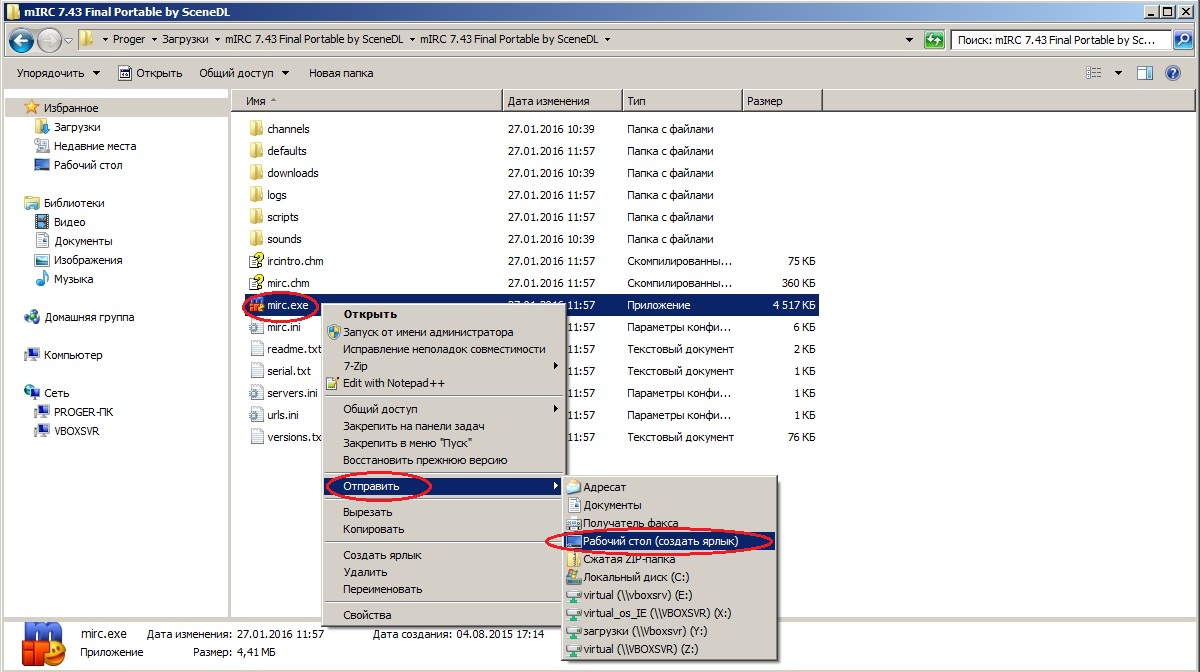 mIRC 7.43 Final Portable by SceneDL
Proger Загрузки mIRC 7.43 Final Portable by SceneDL mIRC 7.43 Final Portable by SceneDL
Поиск: mIRC 7.43 Final Portable by Sc...
Упорядочить Открыть Общий доступ Новая папка
Избранное
Загрузки
Недавние места
Рабочий стол
Библиотеки
Видео
Документы
Изображения
Музыка
Домашняя группа
Компьютер
Сеть
PROGER-ПК
VBOXSVR
Имя Дата изменения Тип Размер
channels 27.01.2016 10:39 Папка с файлами
defaults 27.01.2016 11:57 Папка с файлами
downloads 27.01.2016 10:39 Папка с файлами
logs 27.01.2016 11:57 Папка с файлами
scripts 27.01.2016 11:57 Папка с файлами
sounds 27.01.2016 10:39 Папка с файлами
ircintro.chm 27.01.2016 11:57 Скомпилированны... 75 КБ
mirc.chm 27.01.2016 11:57 Скомпилированны... 360 КБ
mirc.exe 11:57 Приложение 4 517 КБ
mirc.ini 11:57 Параметры конфи... 6 КБ
readme.txt 11:57 Текстовый документ 2 КБ
serial.txt 11:57 Текстовый документ 1 КБ
servers.ini 11:57 Параметры конфи... 1 КБ
urls.ini 11:57 Параметры конфи... 1 КБ
versions.tx 11:57 Текстовый документ 76 КБ
Открыть
Запуск от имени администратора
Исправление неполадок совместимости
7-Zip
Edit with Notepad++
Общий доступ
Закрепить на панели задач
Закрепить в меню "Пуск"
Восстановить прежнюю версию
Отправить
Вырезать
Копировать
Создать ярлык
Удалить
Переименовать
Свойства
Адресат
Документы
Получатель факса
Рабочий стол (создать ярлык)
Сжатая ZIP-папка
Локальный диск (C:)
virtual (\\vboxsrv) (E:)
virtual_os_IE (\\VBOXSVR) (X:)
загрузки (\\Vboxsvr) (Y:)
virtual (\\VBOXSVR) (Z:)
mirc.exe Дата изменения: 27.01.2016 11:57 Дата создания: 04.08.2015 17:14
Приложение Размер: 4,41 МБ